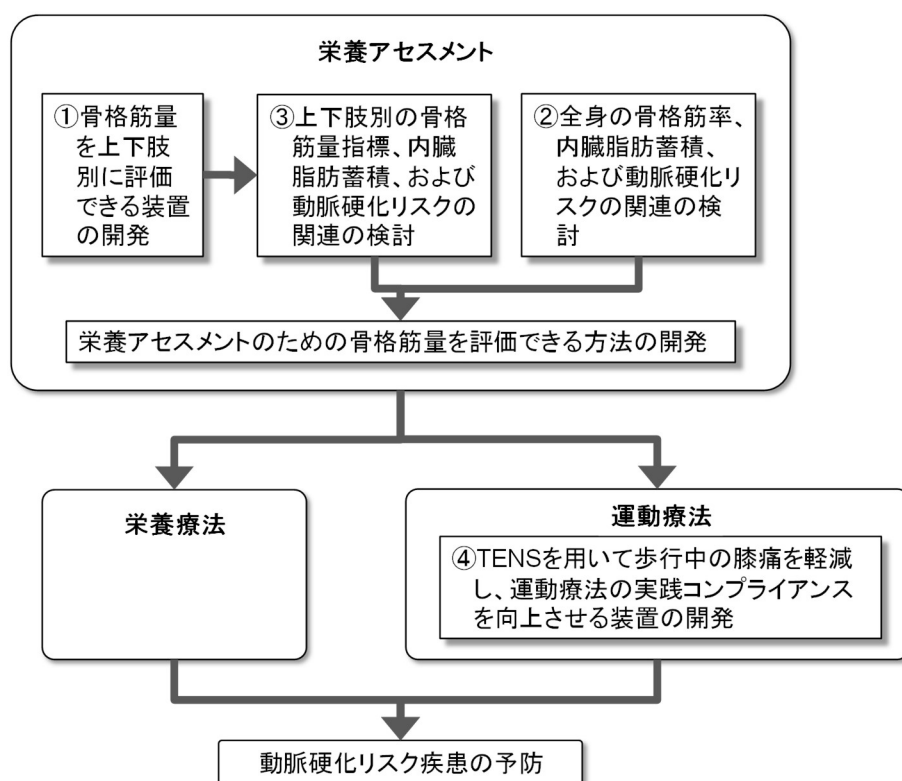 栄養アセスメント
①骨格筋量
を上下肢
別に評価
できる装置
の開発
③上下肢別の骨格
筋量指標、内臓
脂肪蓄積、および
動脈硬化リスクの
関連の検討
②全身の骨格筋率、
内臓脂肪蓄積、
および動脈硬化リ
スクの関連の検
討
栄養アセスメントのための骨格筋量を評価できる方法の開発
栄養療法
運動療法
④TENSを用いて歩行中の膝痛を軽減
し、運動療法の実践コンプライアンス
を向上させる装置の開発
動脈硬化リスク疾患の予防